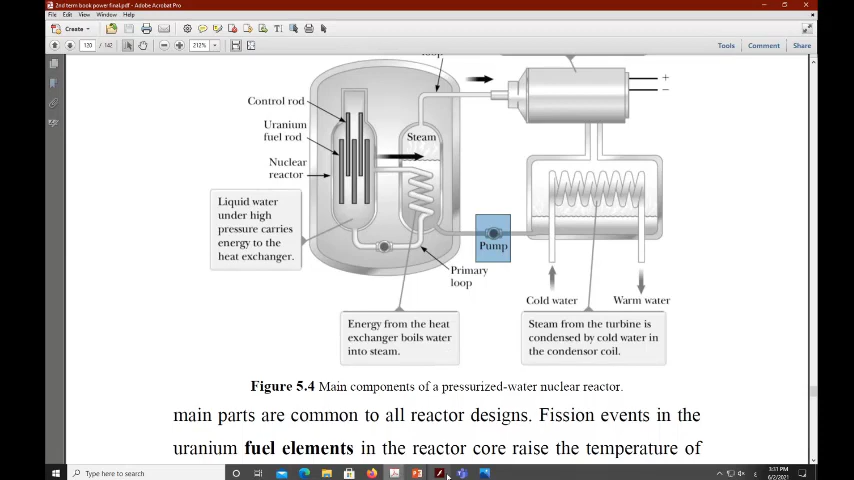 2nd term book power final.pdf - Adobe Acrobat Pro
File Edit View Window Help
Create
120 / 142
212%
Tools Comment Share
loop
+
−
Control rod
Uranium
fuel rod
Nuclear
reactor
Steam
Liquid water
under high
pressure carries
energy to the
heat exchanger.
Pump
Primary
loop
Cold water
Warm water
Energy from the heat
exchanger boils water
into steam.
Steam from the turbine is
condensed by cold water in
the condensor coil.
Figure 5.4 Main components of a pressurized-water nuclear reactor.
main parts are common to all reactor designs. Fission events in the
uranium fuel elements in the reactor core raise the temperature of
Type here to search
3:31 PM
6/2/2021